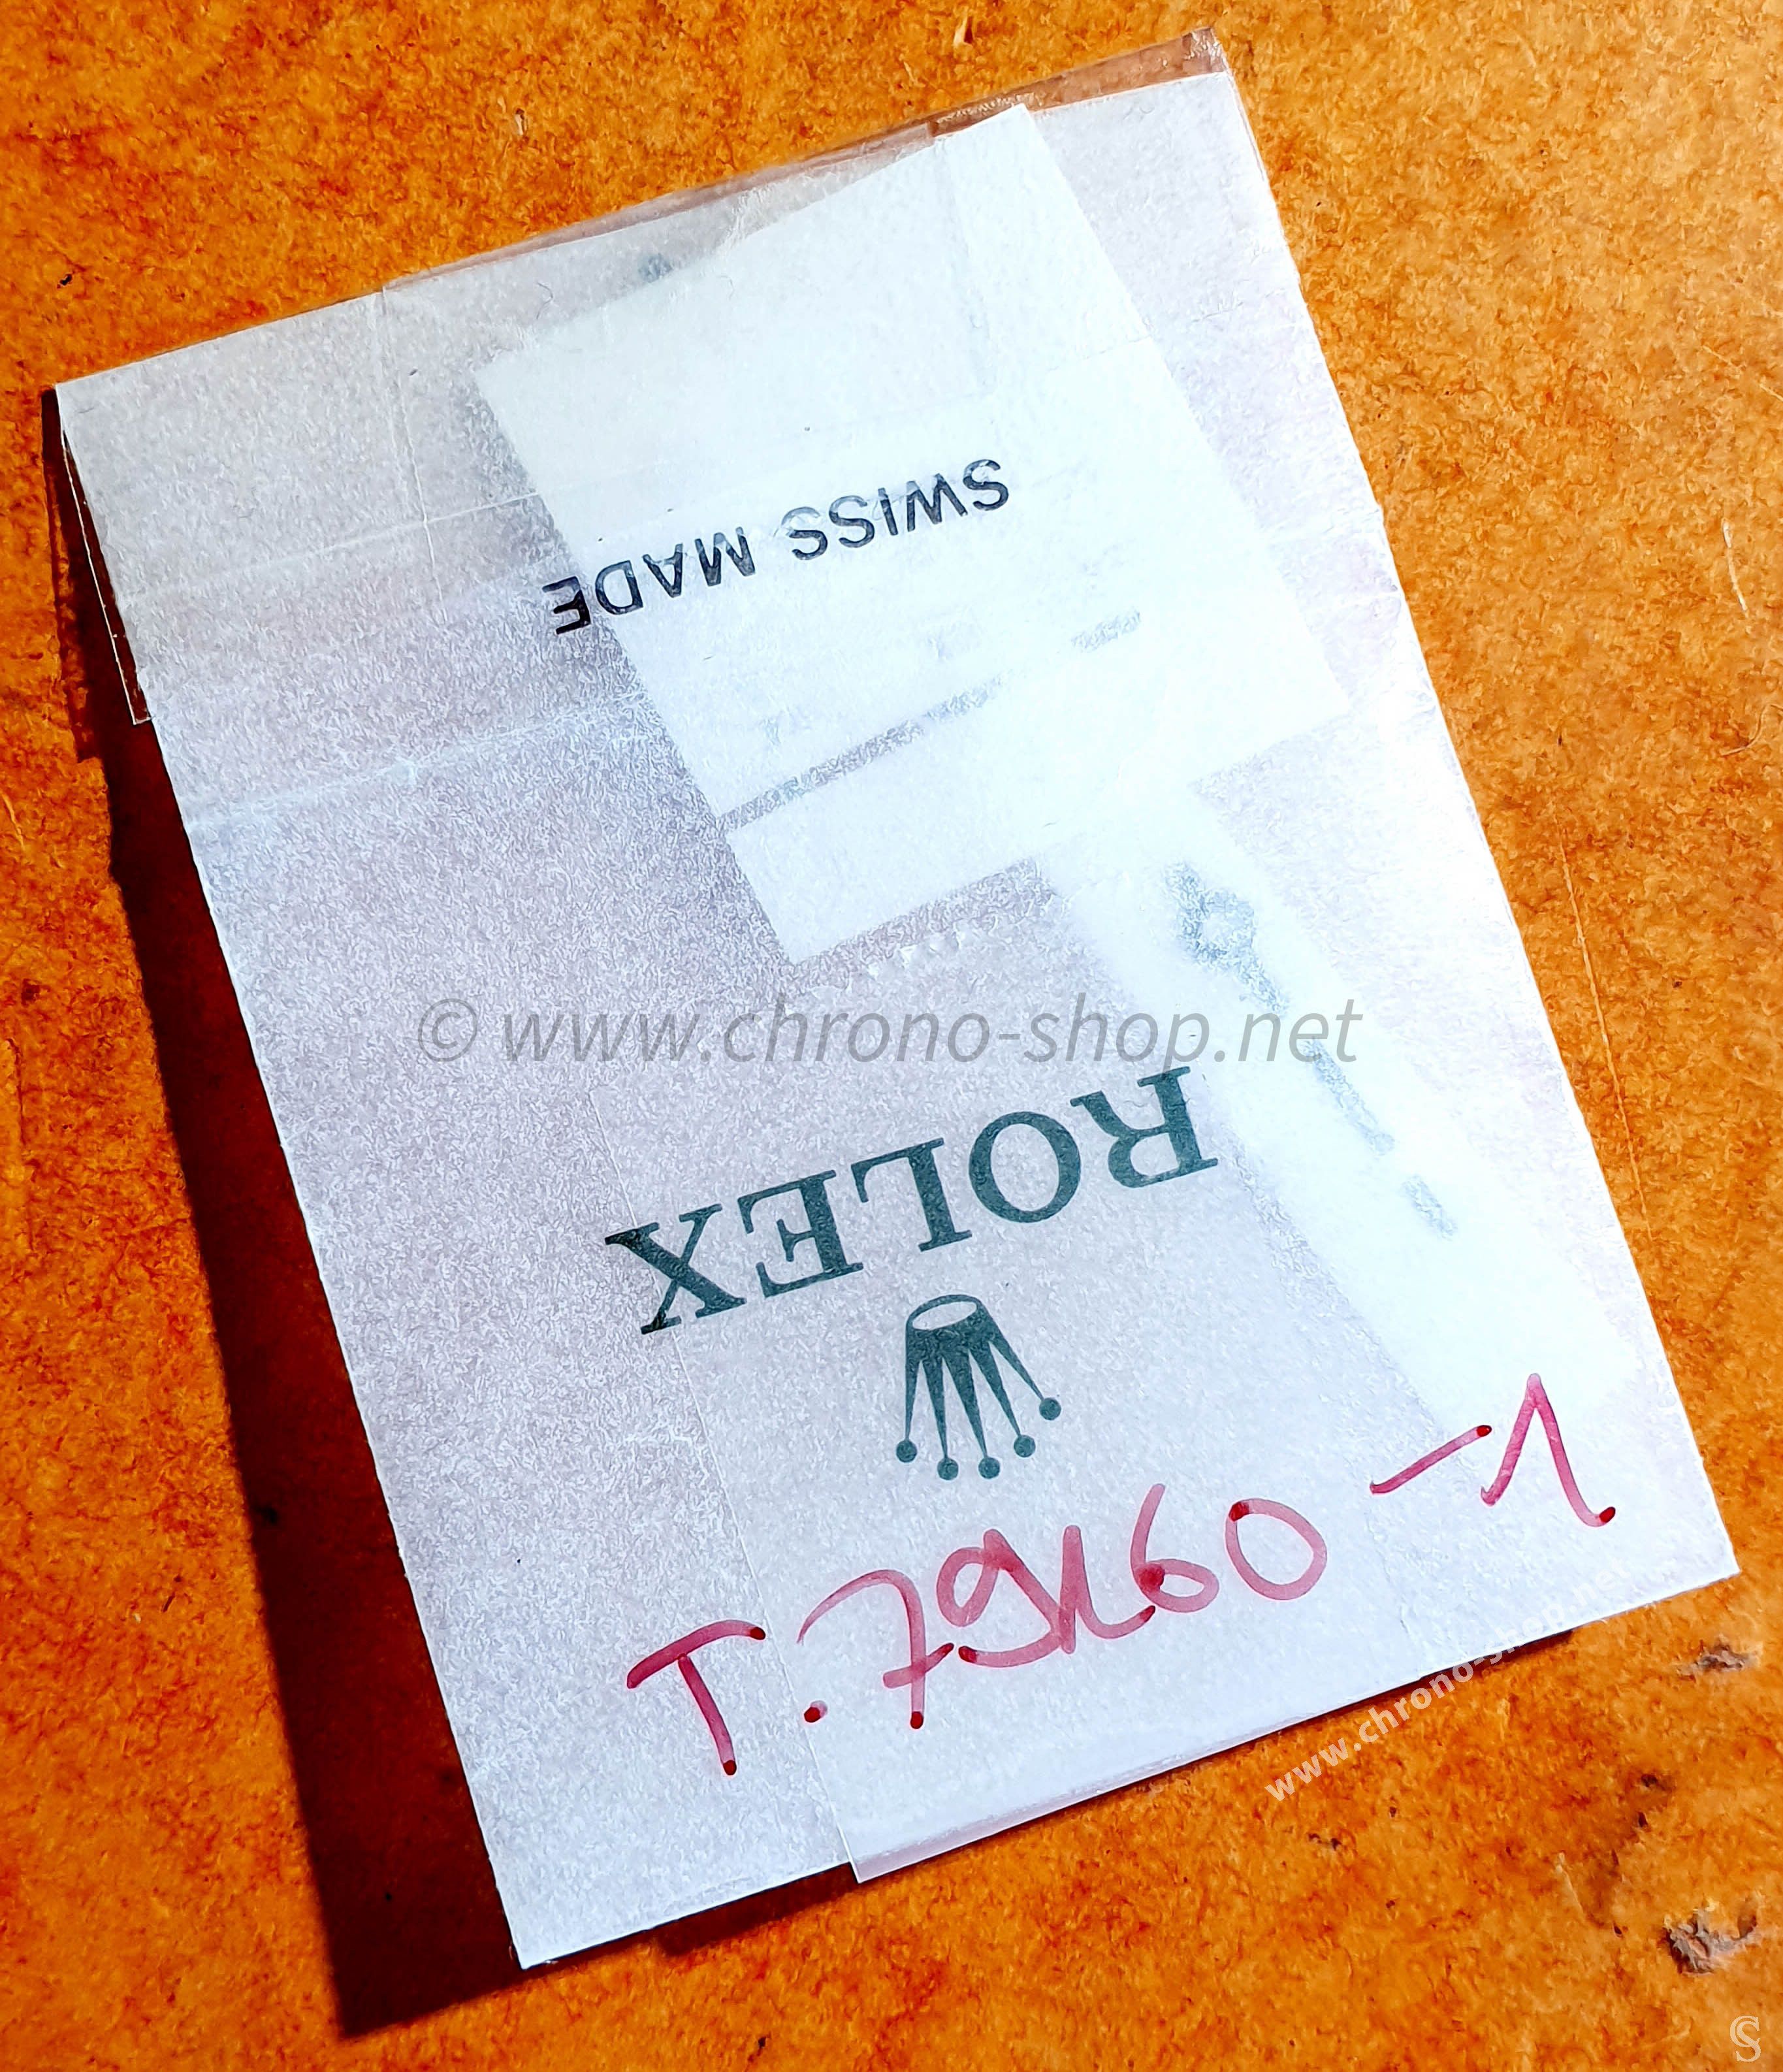 SWISS MADE
© www.chrono-shop.net
ROLEX
T.79160-1
www.chrono-shop.net
S